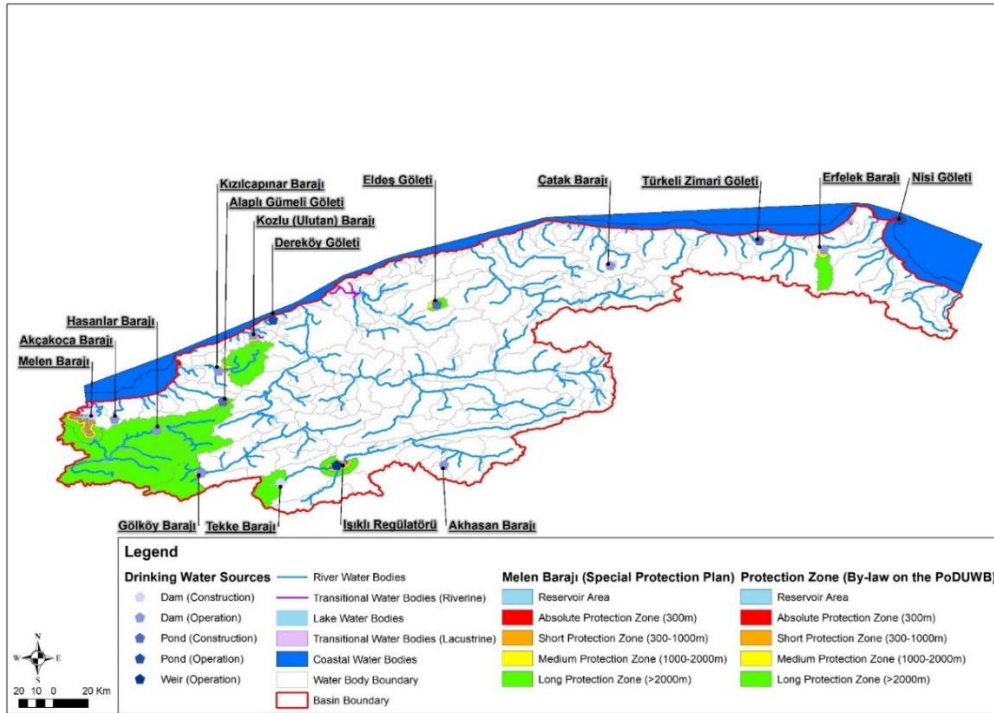 Kızılcapınar Barajı
Alaplı Gümeli Göleti
Kozlu (Ulutan) Barajı
Dereköy Göleti
Eldeş Göleti
Çatak Barajı
Türkeli Zimari Göleti
Erfelek Barajı
Nisi Göleti
Hasanlar Barajı
Akçakoca Barajı
Melen Barajı
Gölköy Barajı
Tekke Barajı
Işıklı Regülatörü
Akhasan Barajı
Legend
Drinking Water Sources
Dam (Construction)
Dam (Operation)
Pond (Construction)
Pond (Operation)
Weir (Operation)
River Water Bodies
Transitional Water Bodies (Riverine)
Lake Water Bodies
Transitional Water Bodies (Lacustrine)
Coastal Water Bodies
Water Body Boundary
Basin Boundary
Melen Barajı (Special Protection Plan)
Reservoir Area
Absolute Protection Zone (300m)
Short Protection Zone (300-1000m)
Medium Protection Zone (1000-2000m)
Long Protection Zone (>2000m)
Protection Zone (By-law on the PoDUWB)
Reservoir Area
Absolute Protection Zone (300m)
Short Protection Zone (300-1000m)
Medium Protection Zone (1000-2000m)
Long Protection Zone (>2000m)
N
W E
S
20 10 0 20 Km